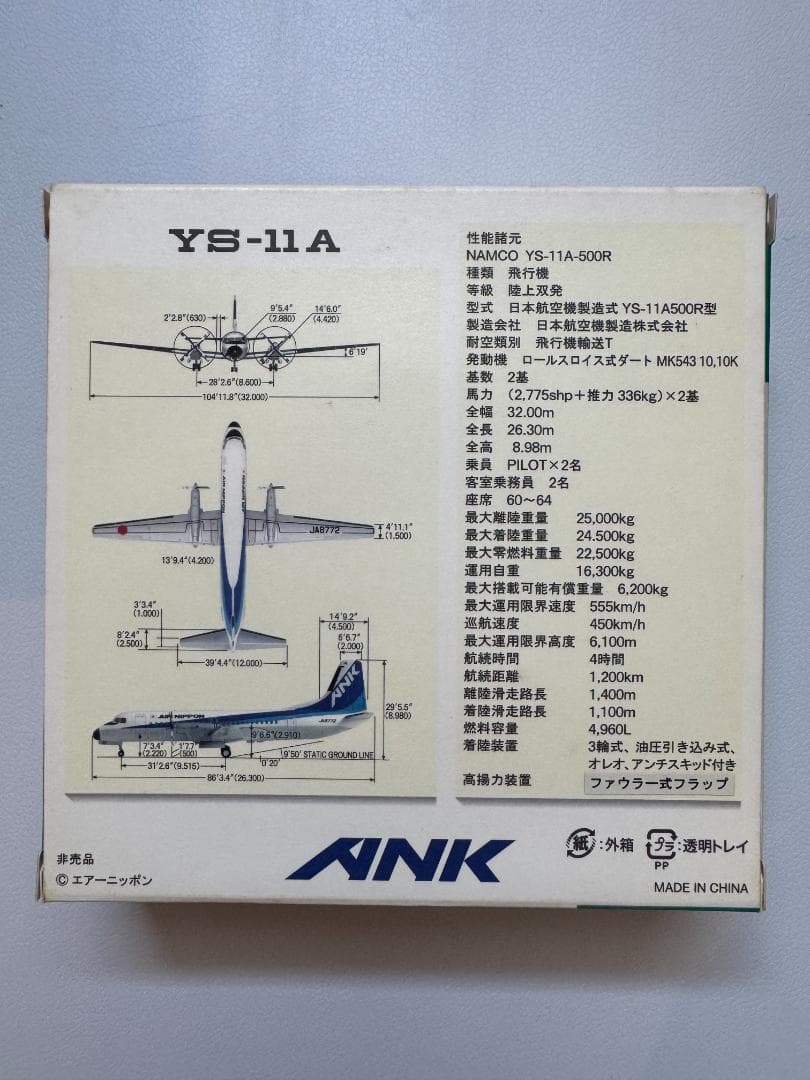 YS-11A
2'2.8"(630)
9'5.4"
(2.880)
14'6.0"
(4.420)
6'19'
28'2.6"(8.600)
104'11.8"(32.000)
AIR NIPPON
JA8772
4'11.1"
(1.500)
13'9.4"(4.200)
3'3.4"
(1.000)
8'2.4"
(2.500)
39'4.4"(12.000)
14'9.2"
(4.500)
6'6.7"
(2.000)
ANK
AIR NIPPON
JA8772
29'5.5"
(8.980)
9'6.6"(2.910)
7'3.4"
(2.220)
1'7.7"
(500)
9'50' STATIC GROUND LINE
0'20'
31'2.6"(9.515)
86'3.4"(26.300)
性能諸元
NAMCO YS-11A-500R
種類 飛行機
等級 陸上双発
型式 日本航空機製造式 YS-11A500R型
製造会社 日本航空機製造株式会社
耐空類別 飛行機輸送T
発動機 ロールスロイス式ダート MK543 10,10K
基数 2基
馬力 (2,775shp+推力 336kg)×2基
全幅 32.00m
全長 26.30m
全高 8.98m
乗員 PILOT×2名
客室乗務員 2名
座席 60〜64
最大離陸重量 25,000kg
最大着陸重量 24.500kg
最大零燃料重量 22,500kg
運用自重 16,300kg
最大搭載可能有償重量 6,200kg
最大運用限界速度 555km/h
巡航速度 450km/h
最大運用限界高度 6,100m
航続時間 4時間
航続距離 1,200km
離陸滑走路長 1,400m
着陸滑走路長 1,100m
燃料容量 4,960L
着陸装置 3輪式、油圧引き込み式、
オレオ、アンチスキッド付き
高揚力装置 ファウラー式フラップ
非売品
© エアーニッポン
ANK
紙:外箱
プラ:透明トレイ
PP
MADE IN CHINA